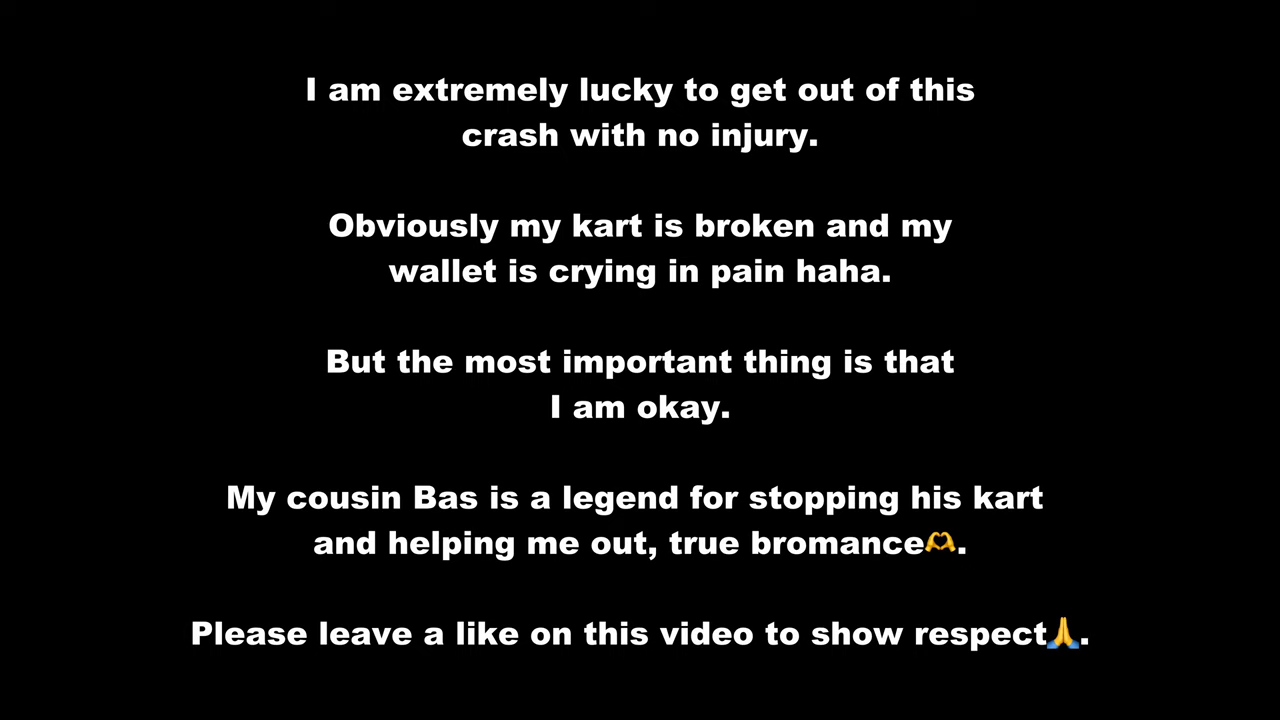 I am extremely lucky to get out of this
crash with no injury.
Obviously my kart is broken and my
wallet is crying in pain haha.
But the most important thing is that
I am okay.
My cousin Bas is a legend for stopping his kart
and helping me out, true bromance🫶.
Please leave a like on this video to show respect🙏.